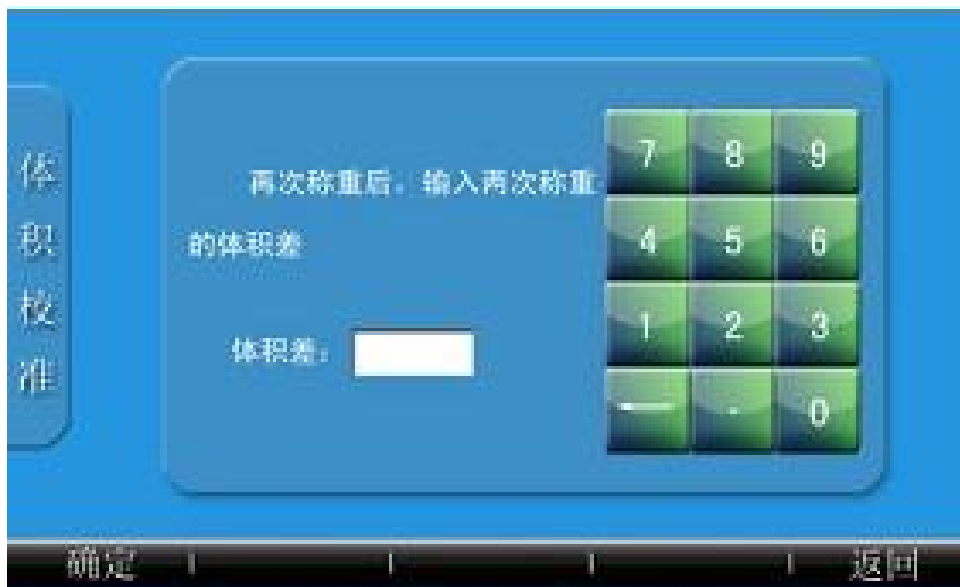 体积校准
再次称重后,输入两次称重
的体积差
体积差:
7 8 9
4 5 6
1 2 3
— . 0
确定 返回